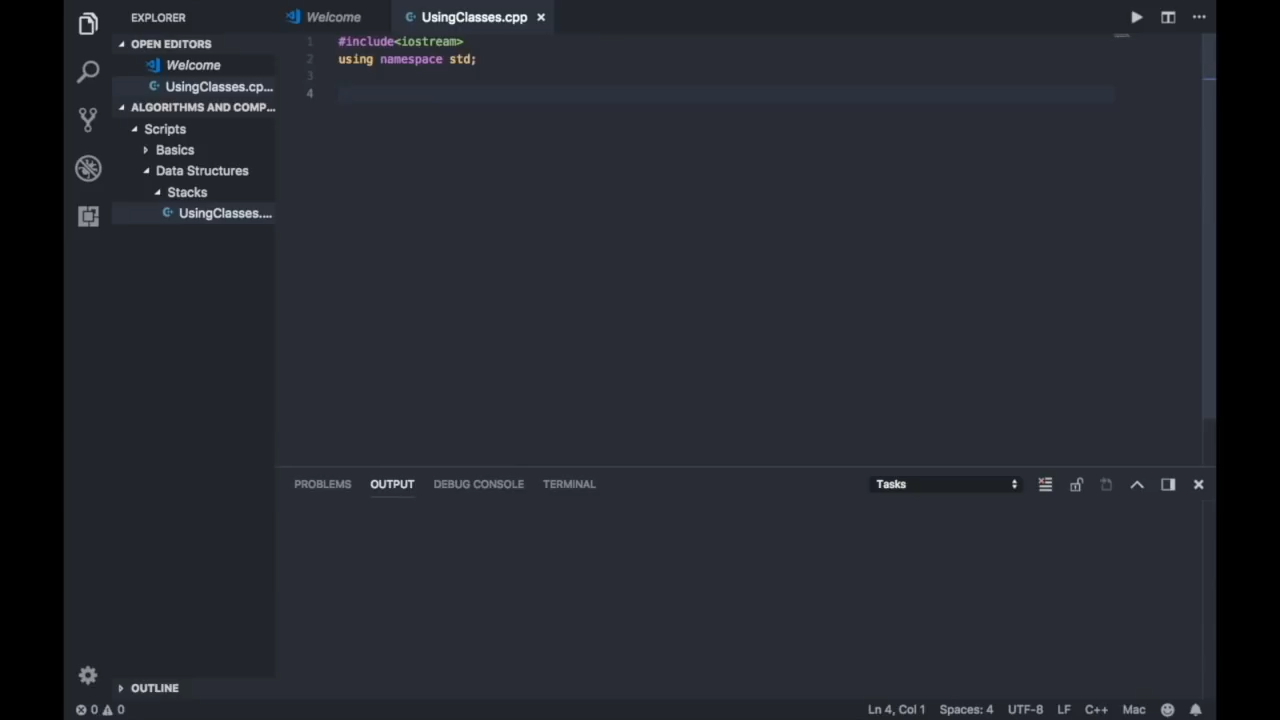 EXPLORER
OPEN EDITORS
Welcome
UsingClasses.cp...
ALGORITHMS AND COMP...
Scripts
Basics
Data Structures
Stacks
UsingClasses....
OUTLINE
Welcome
UsingClasses.cpp
1 #include<iostream>
2 using namespace std;
3
4
PROBLEMS OUTPUT DEBUG CONSOLE TERMINAL
Tasks
0 0
Ln 4, Col 1 Spaces: 4 UTF-8 LF C++ Mac